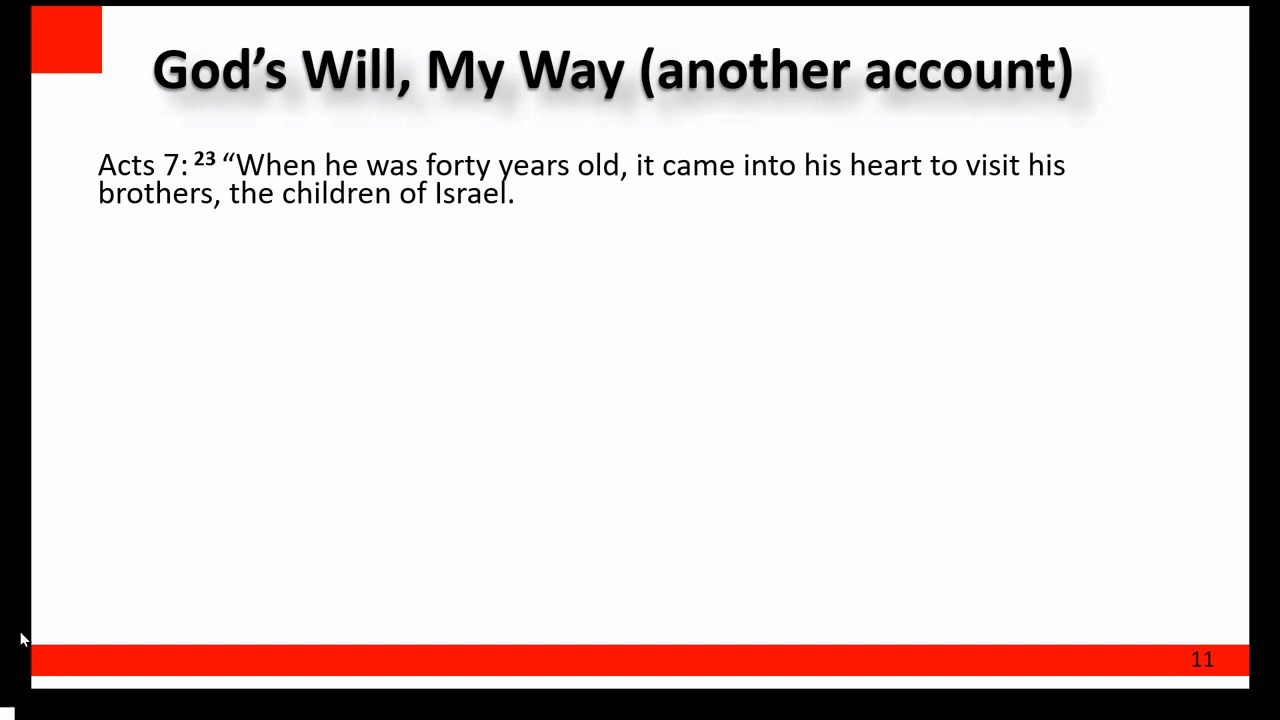 God’s Will, My Way (another account)
Acts 7: 23 “When he was forty years old, it came into his heart to visit his
brothers, the children of Israel.
11